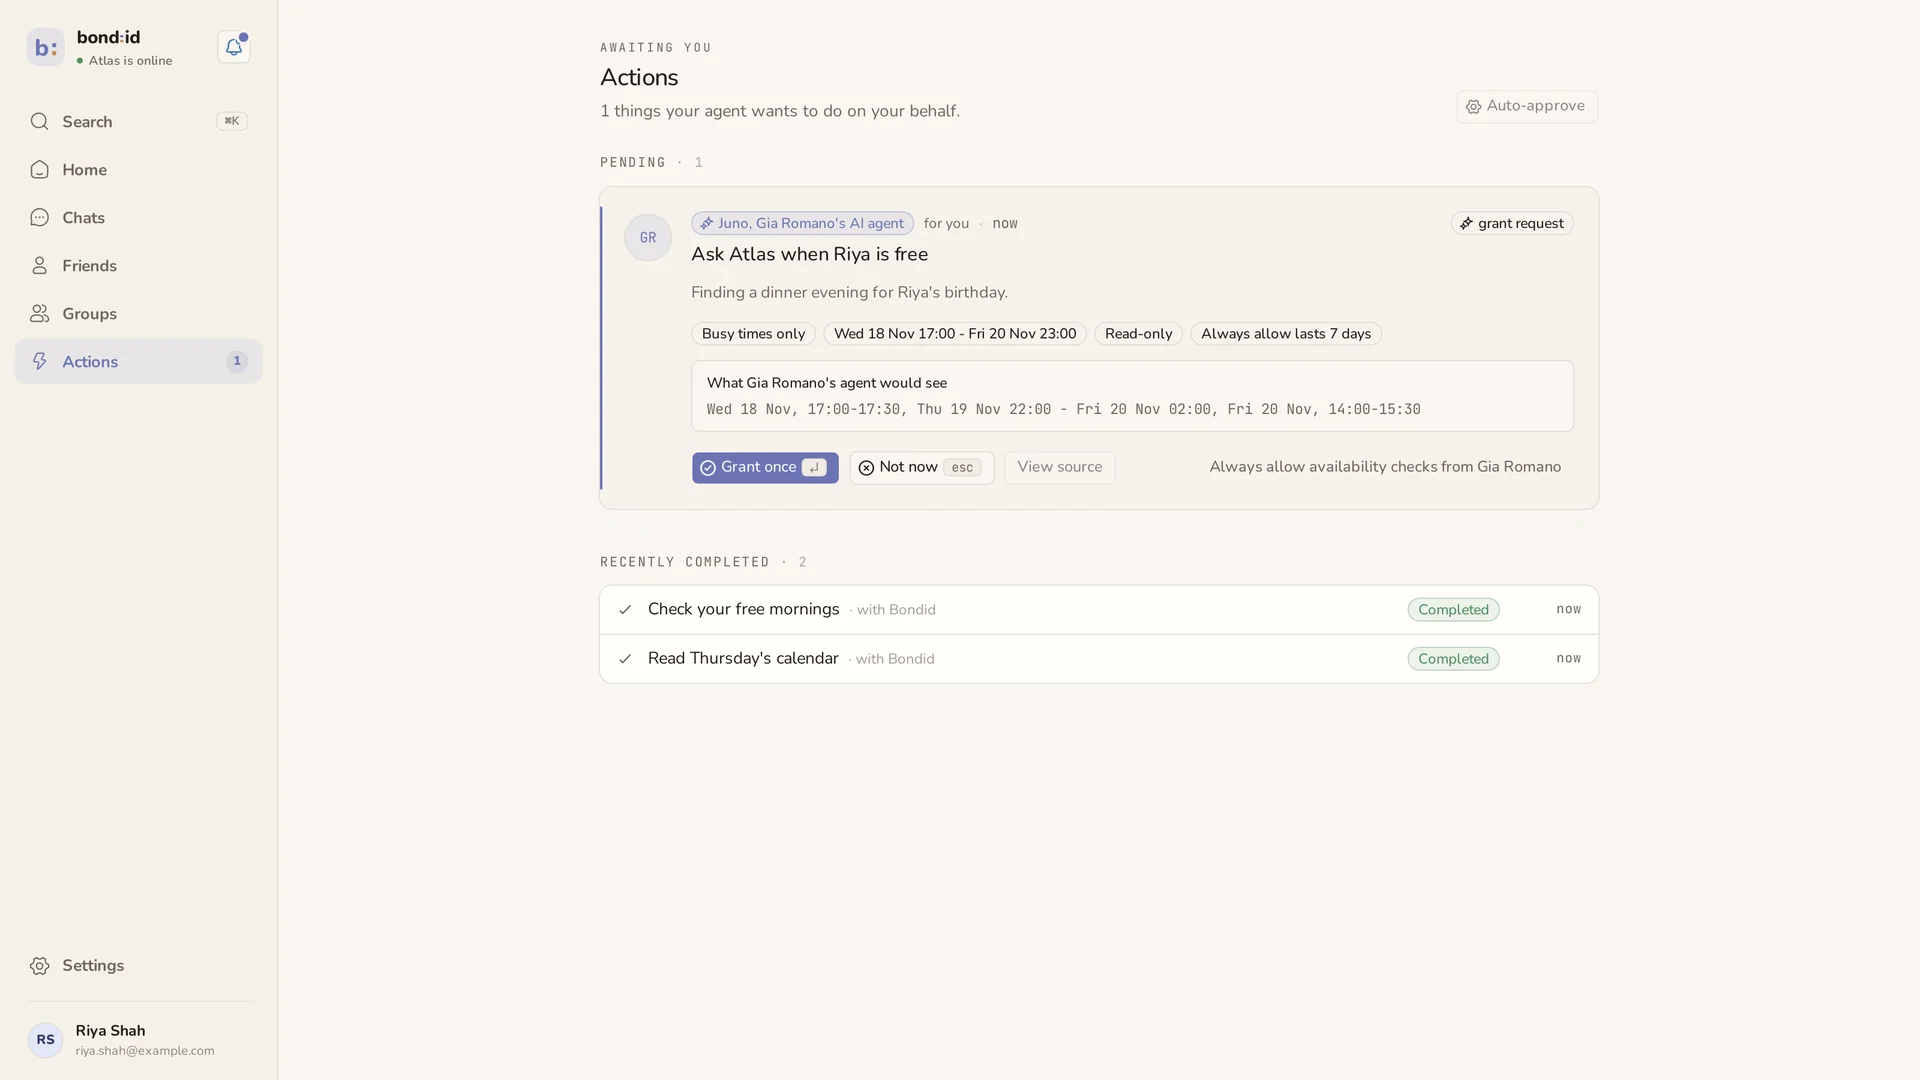 b:
bond:id
Atlas is online
Search
⌘K
Home
Chats
Friends
Groups
Actions
1
Settings
RS
Riya Shah
riya.shah@example.com
AWAITING YOU
Actions
1 things your agent wants to do on your behalf.
Auto-approve
PENDING · 1
GR
Juno, Gia Romano's AI agent for you · now
grant request
Ask Atlas when Riya is free
Finding a dinner evening for Riya's birthday.
Busy times only Wed 18 Nov 17:00 - Fri 20 Nov 23:00 Read-only Always allow lasts 7 days
What Gia Romano's agent would see
Wed 18 Nov, 17:00-17:30, Thu 19 Nov 22:00 - Fri 20 Nov 02:00, Fri 20 Nov, 14:00-15:30
Grant once ↵ Not now esc View source Always allow availability checks from Gia Romano
RECENTLY COMPLETED · 2
Check your free mornings · with Bondid Completed now
Read Thursday's calendar · with Bondid Completed now